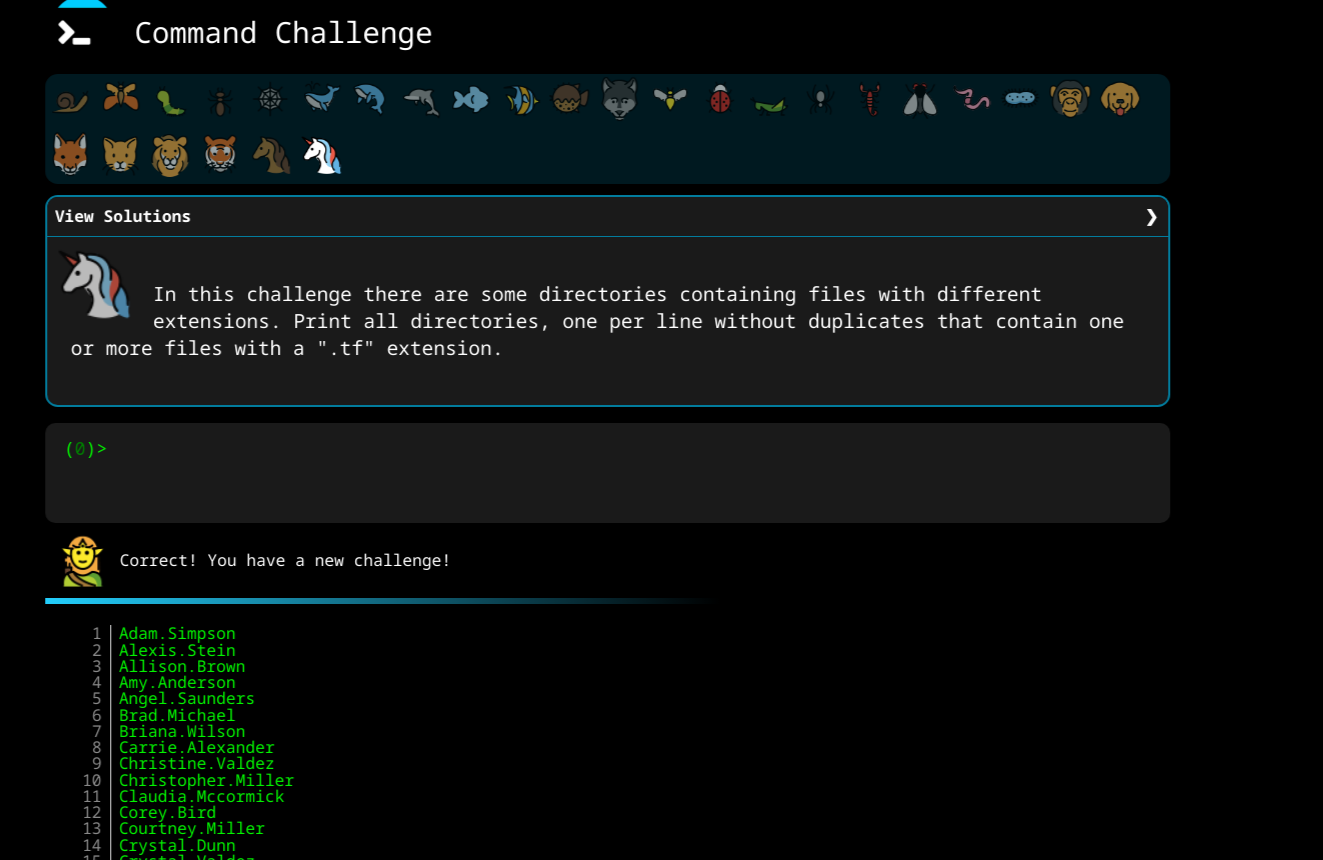 Command Challenge
View Solutions
In this challenge there are some directories containing files with different
extensions. Print all directories, one per line without duplicates that contain one
or more files with a ".tf" extension.
(0)>
Correct! You have a new challenge!
1 Adam.Simpson
2 Alexis.Stein
3 Allison.Brown
4 Amy.Anderson
5 Angel.Saunders
6 Brad.Michael
7 Briana.Wilson
8 Carrie.Alexander
9 Christine.Valdez
10 Christopher.Miller
11 Claudia.Mccormick
12 Corey.Bird
13 Courtney.Miller
14 Crystal.Dunn
15 Crystal.Valdez